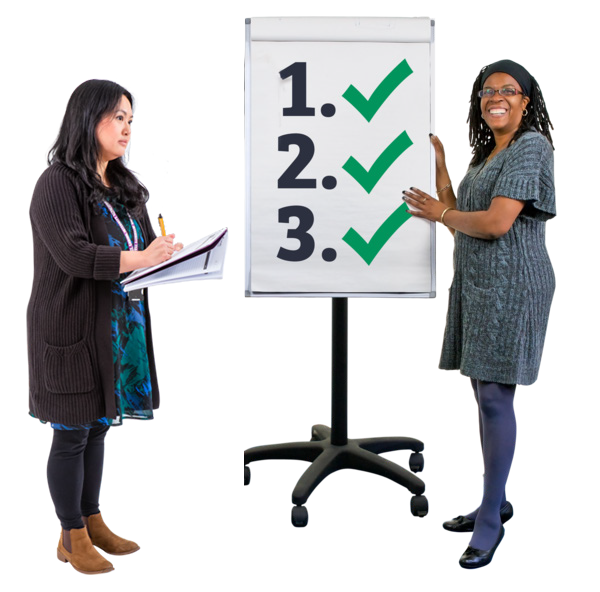 1. ✓
2. ✓
3. ✓